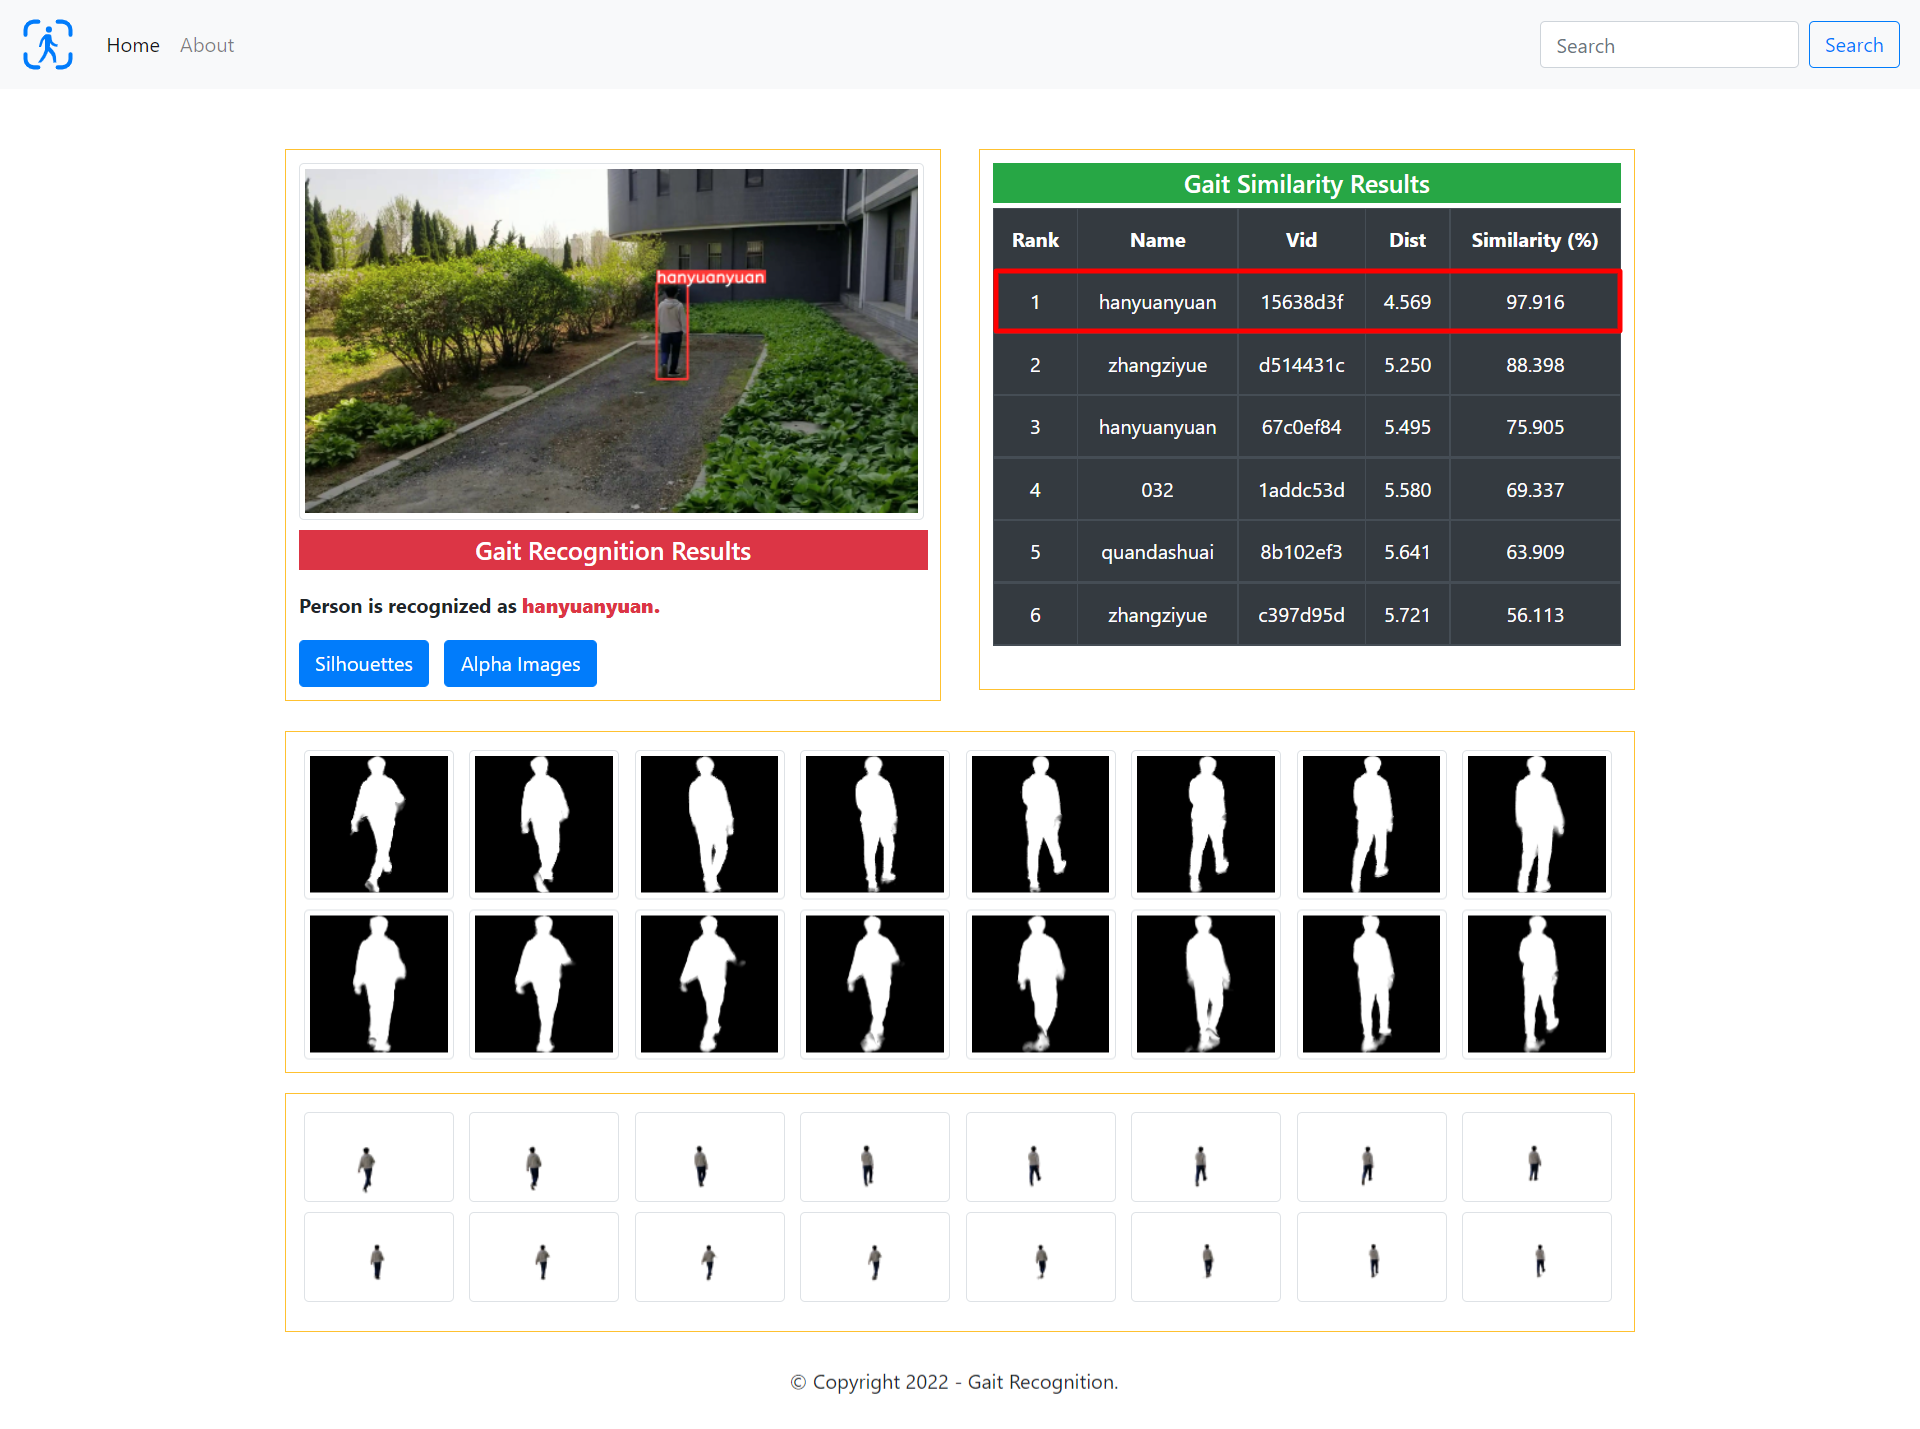 Home About Search Search
hanyuanyuan
Gait Recognition Results
Person is recognized as hanyuanyuan.
Silhouettes Alpha Images
Gait Similarity Results
Rank Name Vid Dist Similarity (%)
1 hanyuanyuan 15638d3f 4.569 97.916
2 zhangziyue d514431c 5.250 88.398
3 hanyuanyuan 67c0ef84 5.495 75.905
4 032 1addc53d 5.580 69.337
5 quandashuai 8b102ef3 5.641 63.909
6 zhangziyue c397d95d 5.721 56.113
© Copyright 2022 - Gait Recognition.